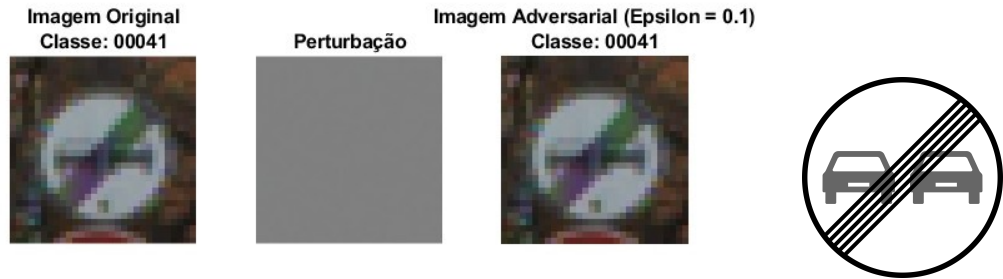 Imagem Original
Classe: 00041
Perturbação
Imagem Adversarial (Epsilon = 0.1)
Classe: 00041